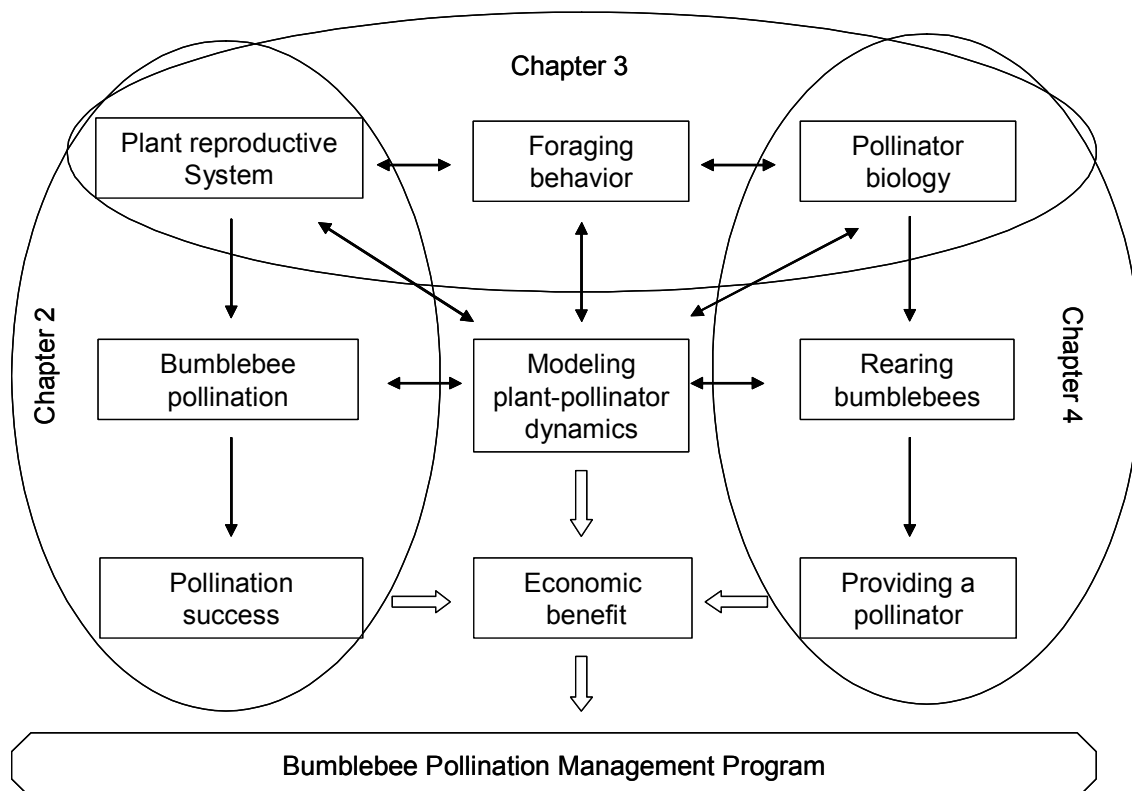 Chapter 3
Plant reproductive
System
Foraging
behavior
Pollinator
biology
Chapter 2
Bumblebee
pollination
Modeling
plant-pollinator
dynamics
Rearing
bumblebees
Chapter 4
Pollination
success
Economic
benefit
Providing a
pollinator
Bumblebee Pollination Management Program